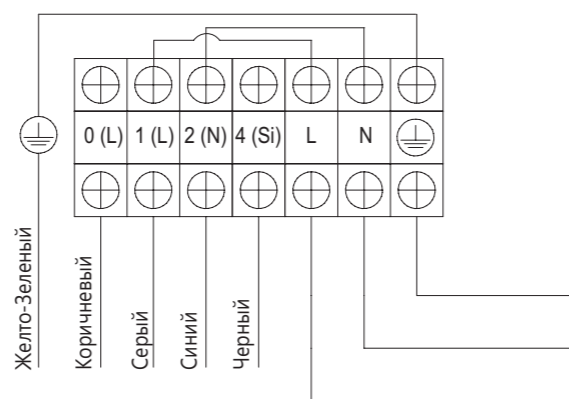 0 (L) 1 (L) 2 (N) 4 (Si) L N
Желто-Зеленый
Коричневый
Серый
Синий
Черный